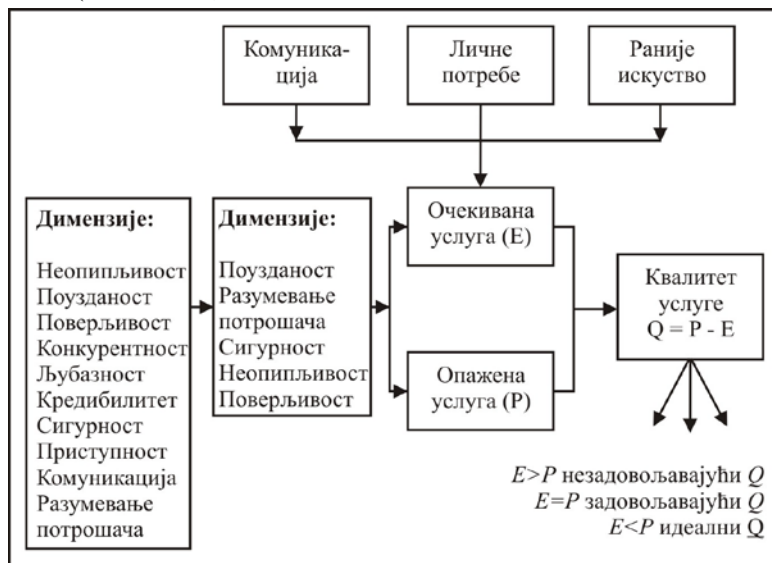 Комуника-
ција
Личне
потребе
Раније
искуство
Димензије:
Неопипљивост
Поузданост
Поверљивост
Конкурентност
Љубазност
Кредибилитет
Сигурност
Приступност
Комуникација
Разумевање
потрошача
Димензије:
Поузданост
Разумевање
потрошача
Сигурност
Неопипљивост
Поверљивост
Очекивана
услуга (Е)
Опажена
услуга (Р)
Квалитет
услуге
Q = P - E
E>P незадовољавајући Q
E=P задовољавајући Q
E<P идеални Q